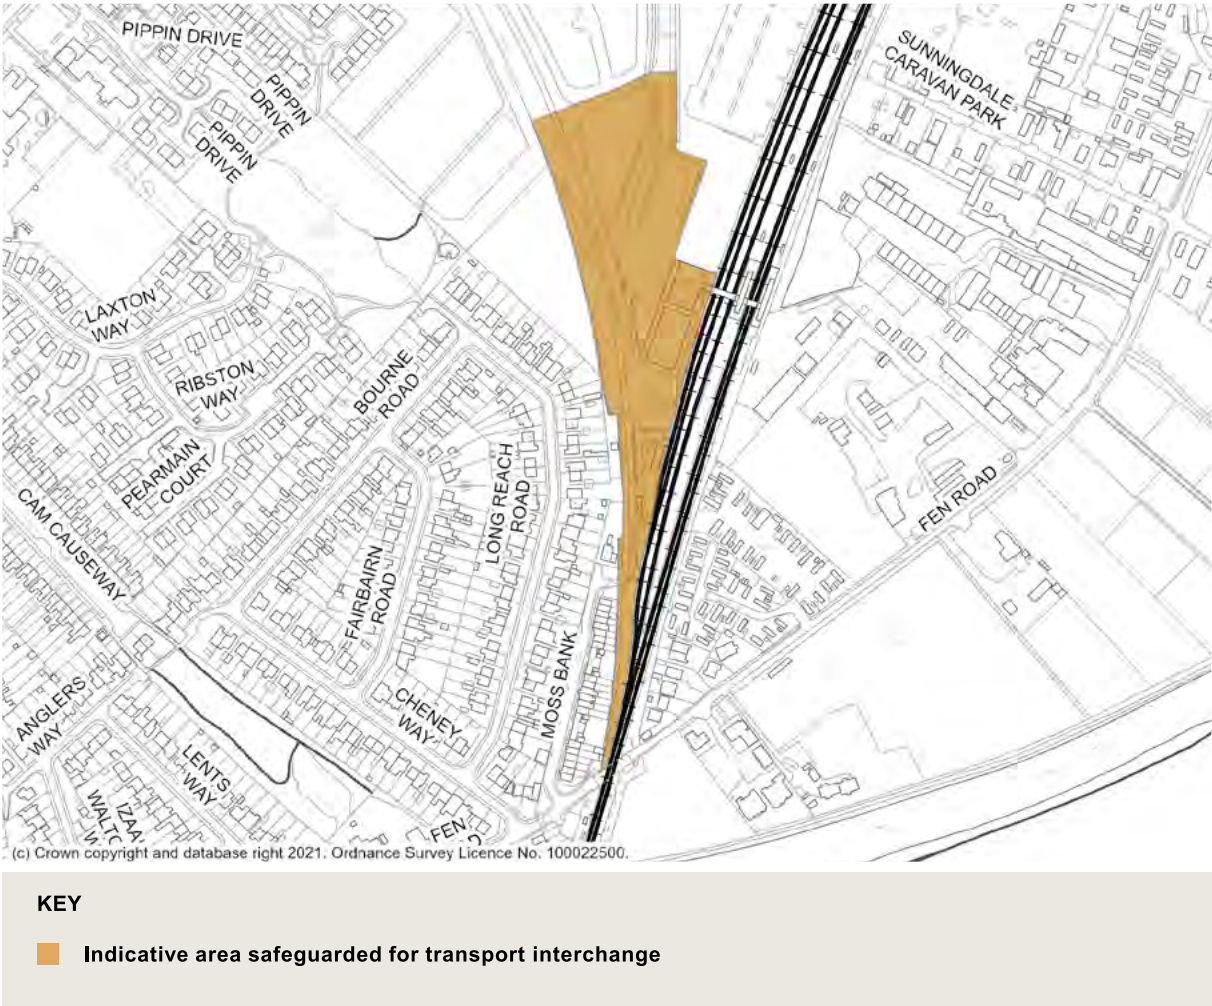 PIPPIN DRIVE
PIPPIN
DRIVE
PIPPIN
DRIVE
SUNNINGDALE
CARAVAN PARK
LAXTON
WAY
RIBSTON
WAY
BOURNE
ROAD
PEARMAIN
COURT
CAM CAUSEWAY
LONG REACH
ROAD
FEN ROAD
FAIRBAIRN
ROAD
MOSS BANK
CHENEY
WAY
ANGLERS
WAY
LENTS
WAY
IZAA
WALTO
W
FEN
(c) Crown copyright and database right 2021. Ordnance Survey Licence No. 100022500.
KEY
Indicative area safeguarded for transport interchange